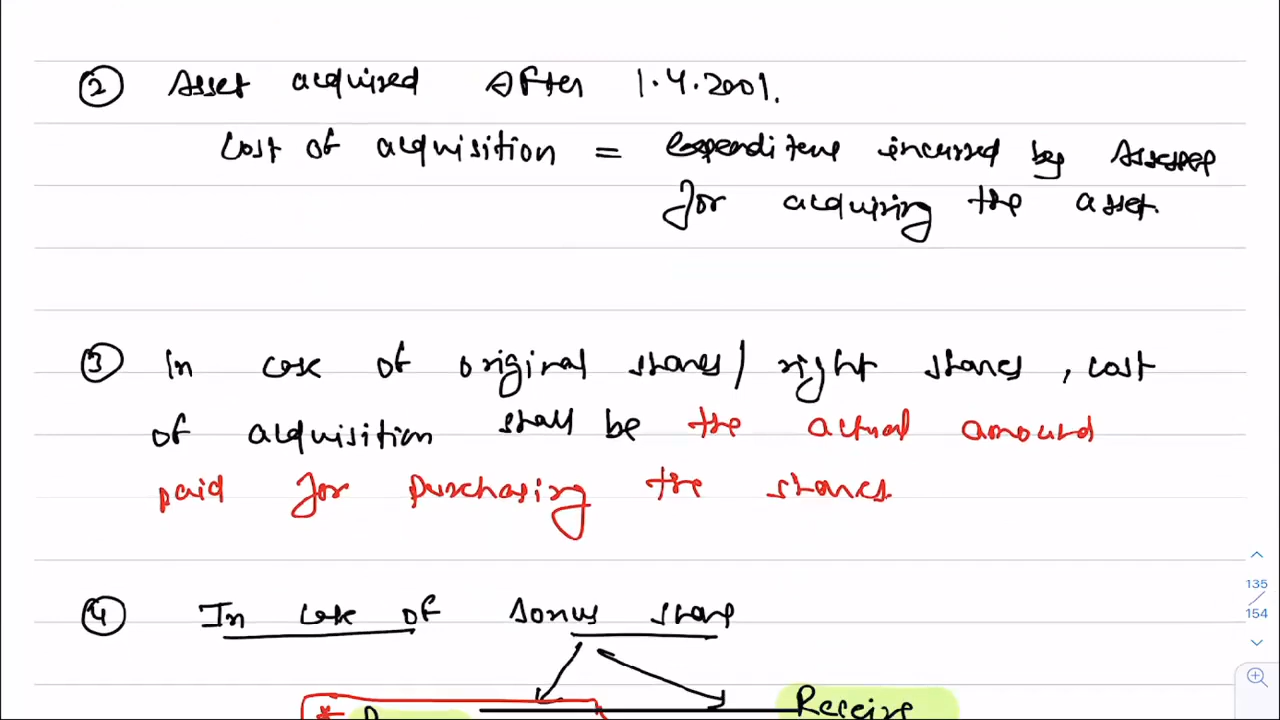 ② Asset acquired After 1.4.2001.
Cost of acquisition = expenditure incurred by Assessee
for acquiring the asset.
③ In case of original shares/ right shares, cost
of acquisition shall be the actual amount
paid for purchasing the shares.
④ In case of Bonus share
Receive
135
154